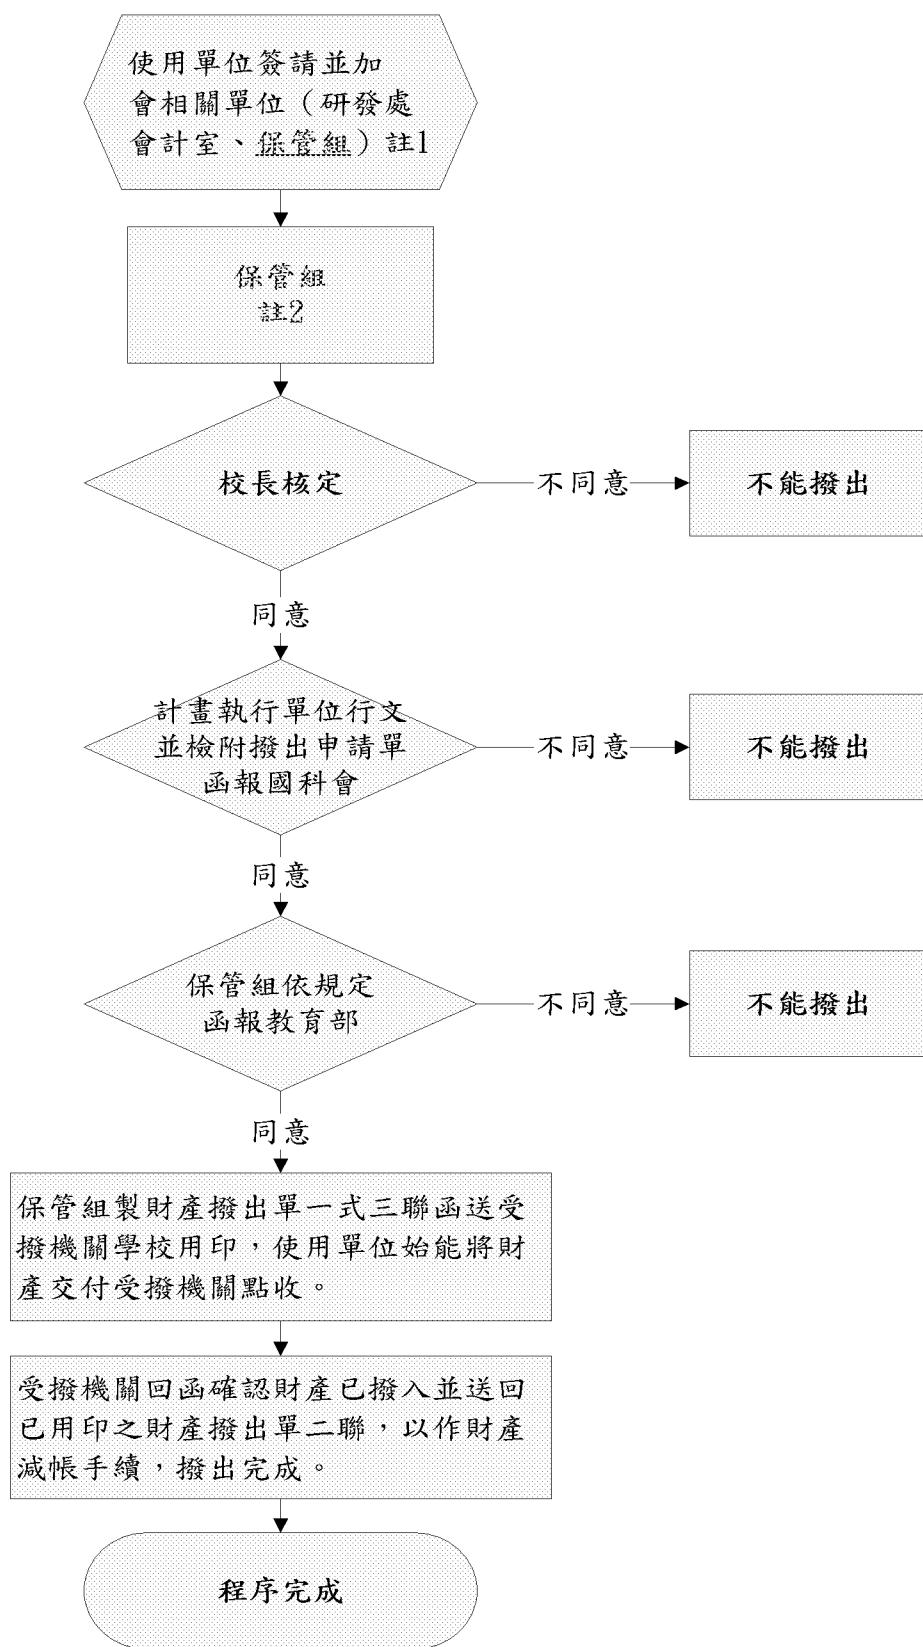 使用單位簽請並加
會相關單位（研發處
會計室、保管組）註1
保管組
註2
校長核定
不同意
不能撥出
同意
計畫執行單位行文
並檢附撥出申請單
函報國科會
不同意
不能撥出
同意
保管組依規定
函報教育部
不同意
不能撥出
同意
保管組製財產撥出單一式三聯函送受
撥機關學校用印，使用單位始能將財
產交付受撥機關點收。
受撥機關回函確認財產已撥入並送回
已用印之財產撥出單二聯，以作財產
減帳手續，撥出完成。
程序完成